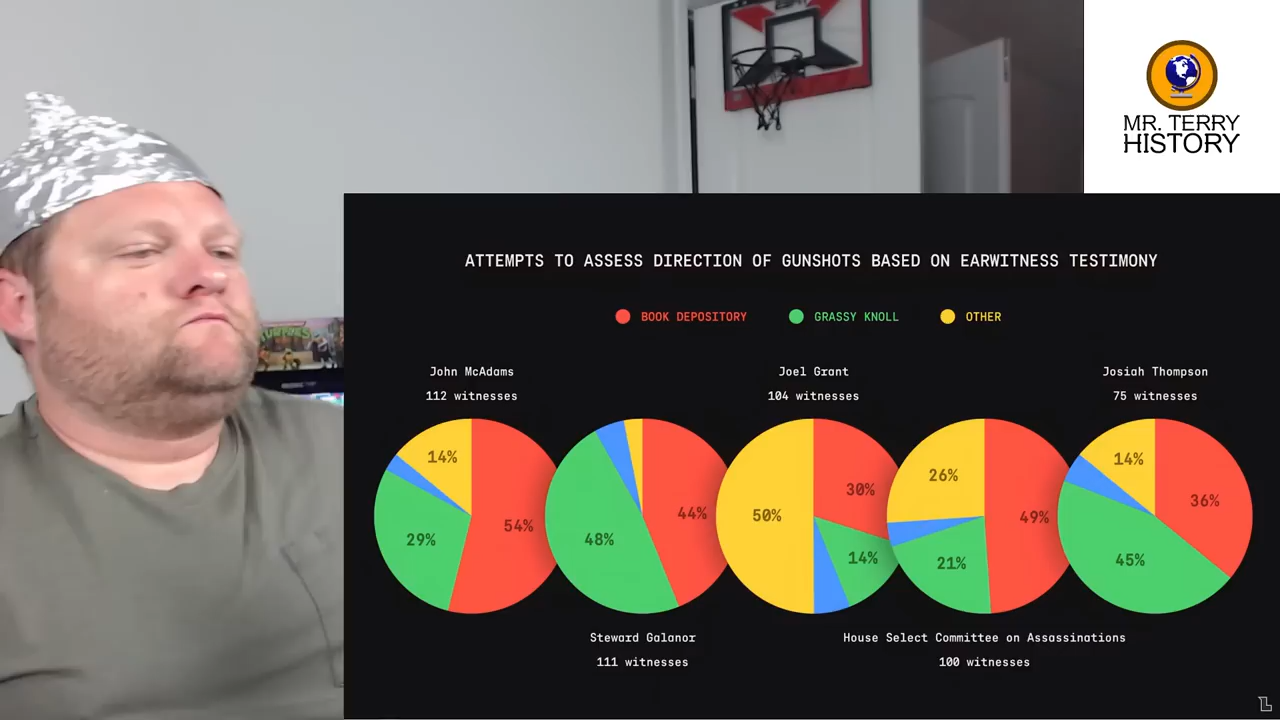 MR. TERRY
HISTORY
ATTEMPTS TO ASSESS DIRECTION OF GUNSHOTS BASED ON EARWITNESS TESTIMONY
BOOK DEPOSITORY
GRASSY KNOLL
OTHER
John McAdams
112 witnesses
Joel Grant
104 witnesses
Josiah Thompson
75 witnesses
14%
29%
54%
48%
44%
50%
30%
14%
26%
21%
49%
14%
45%
36%
Steward Galanor
111 witnesses
House Select Committee on Assassinations
100 witnesses
TURTLES